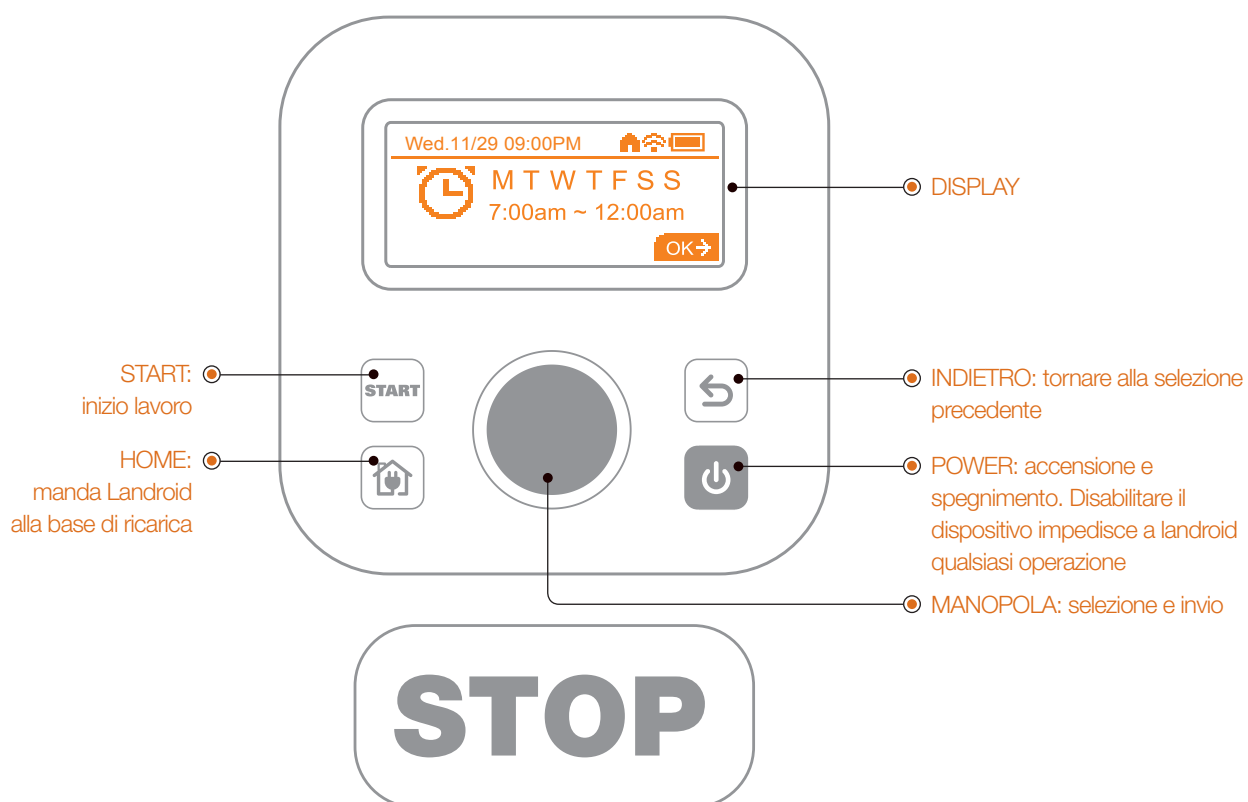 Wed.11/29 09:00PM
M T W T F S S
7:00am ~ 12:00am
OK
DISPLAY
START:
inizio lavoro
START
HOME:
manda Landroid
alla base di ricarica
INDIETRO: tornare alla selezione
precedente
POWER: accensione e
spegnimento. Disabilitare il
dispositivo impedisce a landroid
qualsiasi operazione
MANOPOLA: selezione e invio
STOP